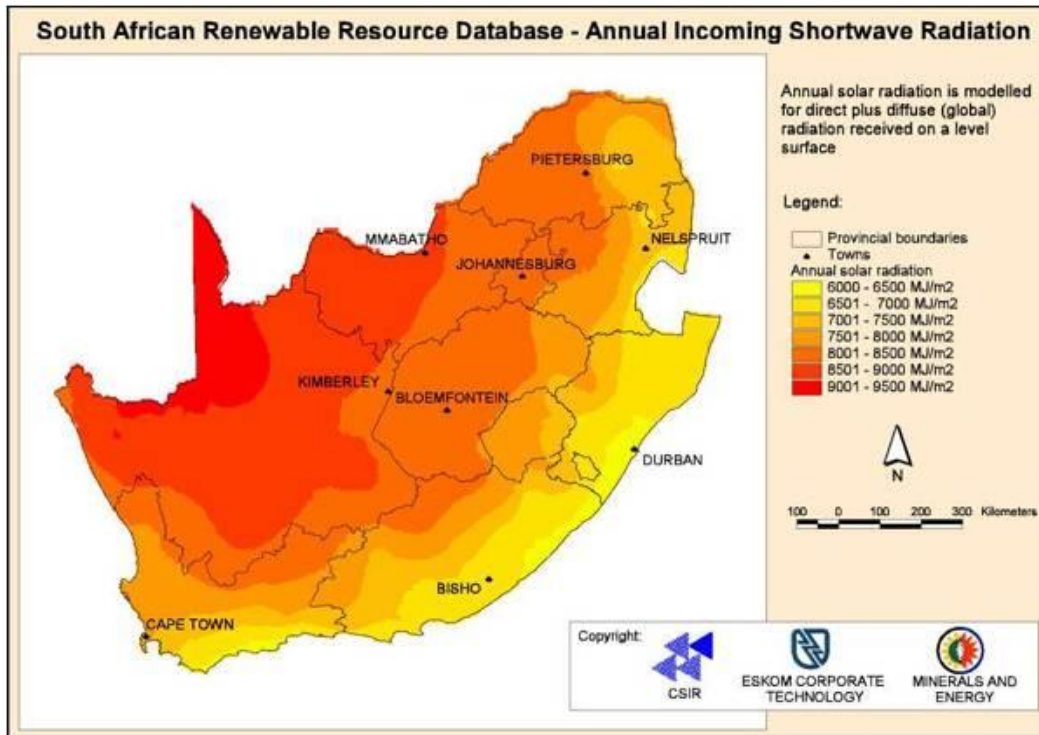 South African Renewable Resource Database - Annual Incoming Shortwave Radiation
Annual solar radiation is modelled
for direct plus diffuse (global)
radiation received on a level
surface
PIETERSBURG
MMABATHO
NELSPRUIT
JOHANNESBURG
KIMBERLEY
BLOEMFONTEIN
DURBAN
BISHO
CAPE TOWN
Legend:
Provincial boundaries
Towns
Annual solar radiation
6000 - 6500 MJ/m2
6501 - 7000 MJ/m2
7001 - 7500 MJ/m2
7501 - 8000 MJ/m2
8001 - 8500 MJ/m2
8501 - 9000 MJ/m2
9001 - 9500 MJ/m2
N
100 0 100 200 300 Kilometers
Copyright:
CSIR
ESKOM CORPORATE
TECHNOLOGY
MINERALS AND
ENERGY